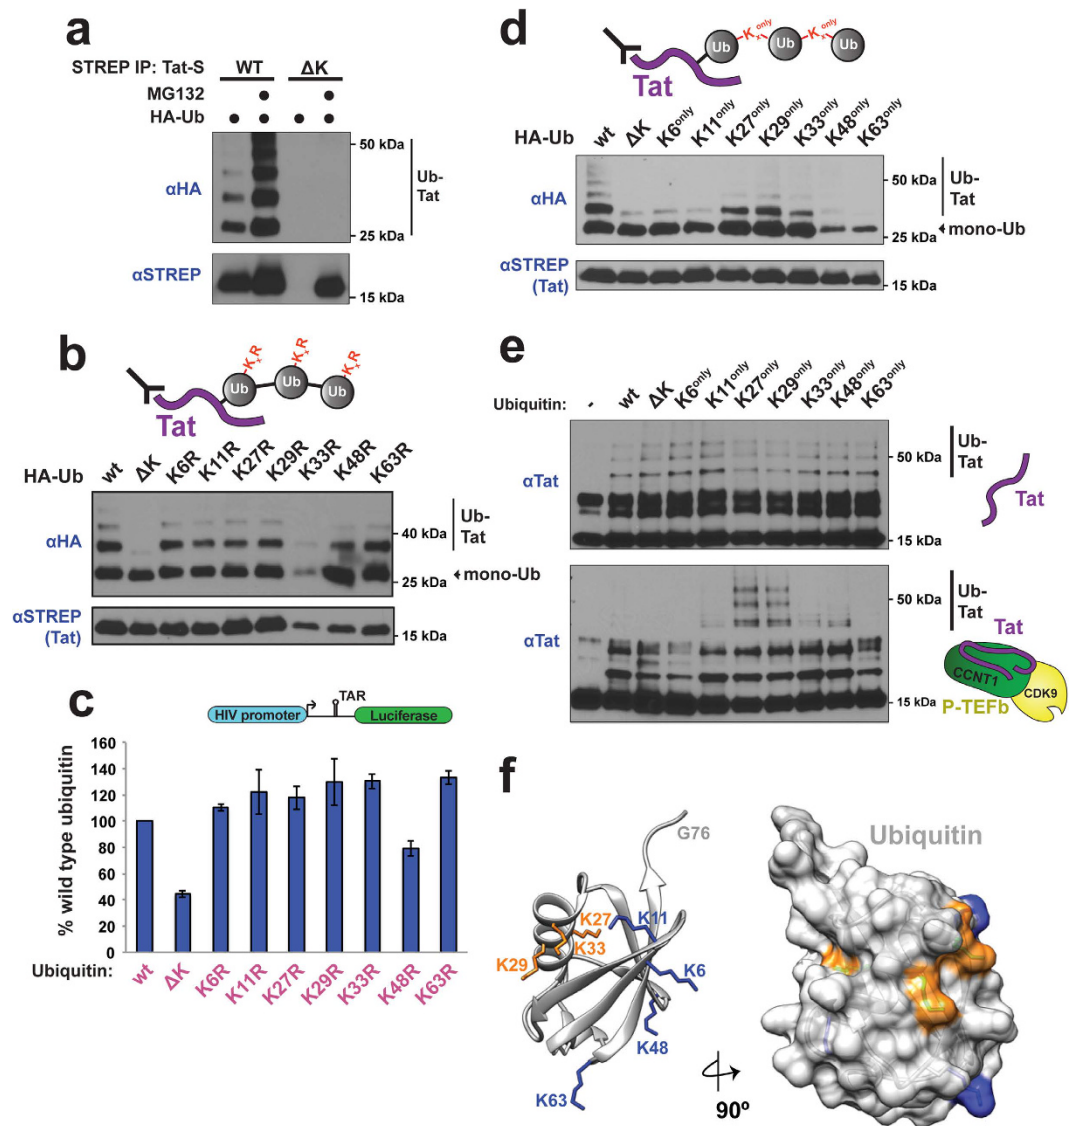 a
STREP IP: Tat-S WT ΔK
MG132
HA-Ub
αHA
50 kDa
25 kDa
Ub-
Tat
αSTREP
15 kDa
b
KxR KxR KxR
Ub Ub Ub
Tat
HA-Ub wt ΔK K6R K11R K27R K29R K33R K48R K63R
αHA
40 kDa
25 kDa
Ub-
Tat
mono-Ub
αSTREP
(Tat)
15 kDa
c
HIV promoter TAR Luciferase
% wild type ubiquitin
160
140
120
100
80
60
40
20
0
Ubiquitin: wt ΔK K6R K11R K27R K29R K33R K48R K63R
d
Ub Kx only Ub Kx only Ub
Tat
HA-Ub wt ΔK K6only K11only K27only K29only K33only K48only K63only
αHA
50 kDa
25 kDa
Ub-
Tat
mono-Ub
αSTREP
(Tat)
15 kDa
e
Ubiquitin: - wt ΔK K6only K11only K27only K29only K33only K48only K63only
αTat
50 kDa
15 kDa
Ub-
Tat
Tat
αTat
50 kDa
15 kDa
Ub-
Tat
Tat
CCNT1
CDK9
P-TEFb
f
G76
K27
K11
K33
K29
K6
K48
K63
90º
Ubiquitin